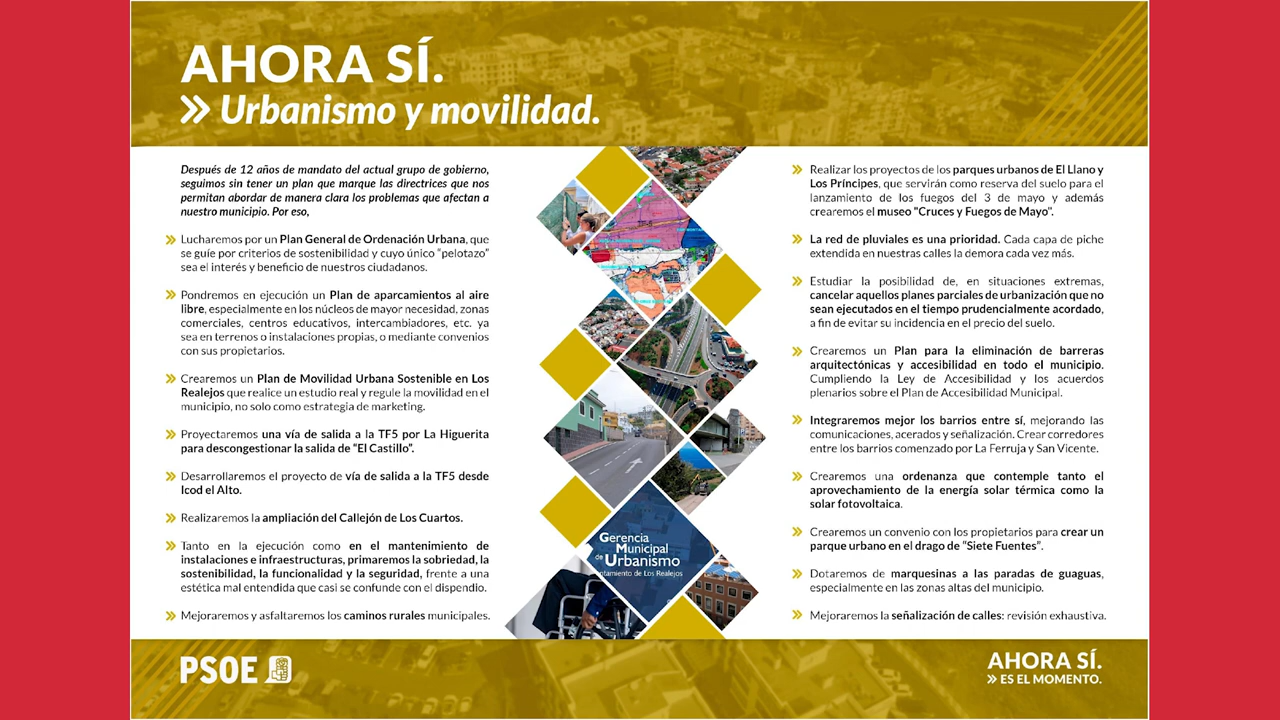 AHORA SÍ.
Urbanismo y movilidad.
Después de 12 años de mandato del actual grupo de gobierno,
seguimos sin tener un plan que marque las directrices que nos
permitan abordar de manera clara los problemas que afectan a
nuestro municipio. Por eso,
Lucharemos por un Plan General de Ordenación Urbana, que
se guíe por criterios de sostenibilidad y cuyo único "pelotazo"
sea el interés y beneficio de nuestros ciudadanos.
Pondremos en ejecución un Plan de aparcamientos al aire
libre, especialmente en los núcleos de mayor necesidad, zonas
comerciales, centros educativos, intercambiadores, etc. ya
sea en terrenos o instalaciones propias, o mediante convenios
con sus propietarios.
Crearemos un Plan de Movilidad Urbana Sostenible en Los
Realejos que realice un estudio real y regule la movilidad en el
municipio, no solo como estrategia de marketing.
Proyectaremos una vía de salida a la TF5 por La Higuerita
para descongestionar la salida de "El Castillo".
Desarrollaremos el proyecto de vía de salida a la TF5 desde
Icod el Alto.
Realizaremos la ampliación del Callejón de Los Cuartos.
Tanto en la ejecución como en el mantenimiento de
instalaciones e infraestructuras, primaremos la sobriedad, la
sostenibilidad, la funcionalidad y la seguridad, frente a una
estética mal entendida que casi se confunde con el dispendio.
Mejoraremos y asfaltaremos los caminos rurales municipales.
Gerencia
Municipal
de Urbanismo
ntamiento de Los Realejos
Realizar los proyectos de los parques urbanos de El Llano y
Los Príncipes, que servirán como reserva del suelo para el
lanzamiento de los fuegos del 3 de mayo y además
crearemos el museo "Cruces y Fuegos de Mayo".
La red de pluviales es una prioridad. Cada capa de piche
extendida en nuestras calles la demora cada vez más.
Estudiar la posibilidad de, en situaciones extremas,
cancelar aquellos planes parciales de urbanización que no
sean ejecutados en el tiempo prudencialmente acordado,
a fin de evitar su incidencia en el precio del suelo.
Crearemos un Plan para la eliminación de barreras
arquitectónicas y accesibilidad en todo el municipio.
Cumpliendo la Ley de Accesibilidad y los acuerdos
plenarios sobre el Plan de Accesibilidad Municipal.
Integraremos mejor los barrios entre sí, mejorando las
comunicaciones, acerados y señalización. Crear corredores
entre los barrios comenzado por La Ferruja y San Vicente.
Crearemos una ordenanza que contemple tanto el
aprovechamiento de la energía solar térmica como la
solar fotovoltaica.
Crearemos un convenio con los propietarios para crear un
parque urbano en el drago de "Siete Fuentes".
Dotaremos de marquesinas a las paradas de guaguas,
especialmente en las zonas altas del municipio.
Mejoraremos la señalización de calles: revisión exhaustiva.
PSOE
AHORA SÍ.
ES EL MOMENTO.